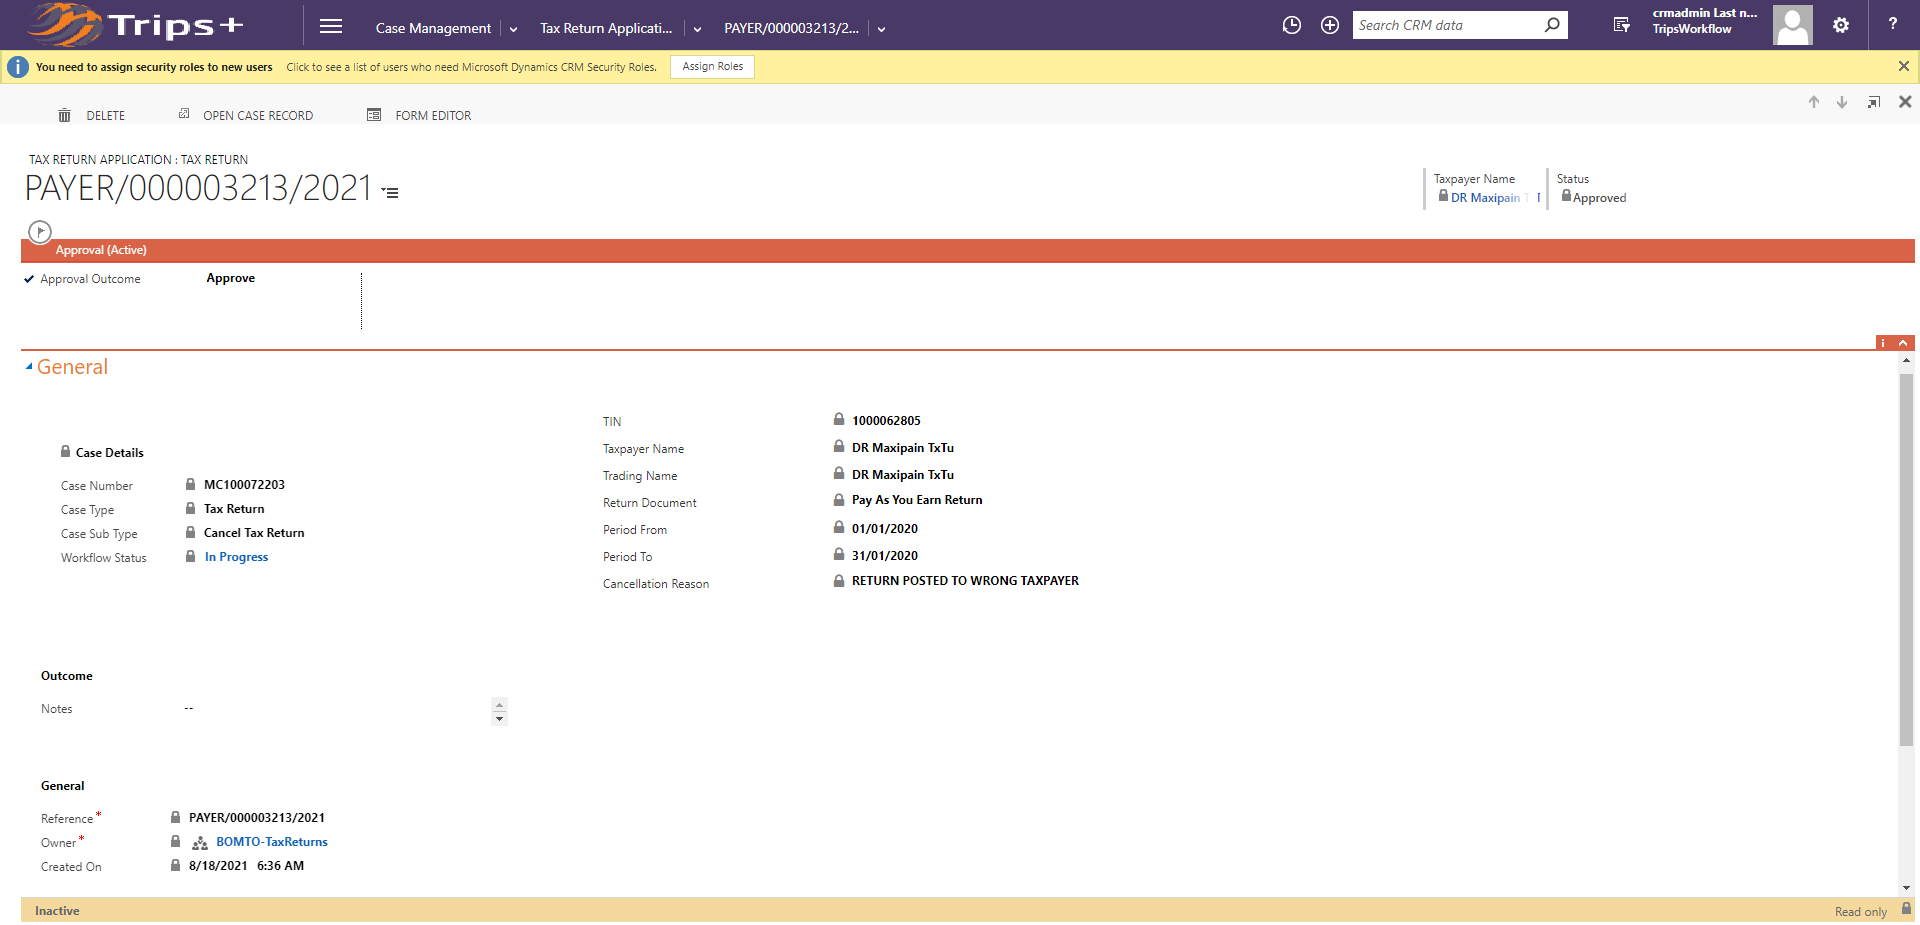 Trips+
Case Management
Tax Return Applicati...
PAYER/000003213/2...
Search CRM data
crmadmin Last n...
TripsWorkflow
?
You need to assign security roles to new users
Click to see a list of users who need Microsoft Dynamics CRM Security Roles.
Assign Roles
DELETE
OPEN CASE RECORD
FORM EDITOR
TAX RETURN APPLICATION : TAX RETURN
PAYER/000003213/2021
Taxpayer Name
DR Maxipain T
Status
Approved
Approval (Active)
Approval Outcome
Approve
General
Case Details
Case Number
MC100072203
Case Type
Tax Return
Case Sub Type
Cancel Tax Return
Workflow Status
In Progress
TIN
1000062805
Taxpayer Name
DR Maxipain TxTu
Trading Name
DR Maxipain TxTu
Return Document
Pay As You Earn Return
Period From
01/01/2020
Period To
31/01/2020
Cancellation Reason
RETURN POSTED TO WRONG TAXPAYER
Outcome
Notes
--
General
Reference*
PAYER/000003213/2021
Owner*
BOMTO-TaxReturns
Created On
8/18/2021 6:36 AM
Inactive
Read only